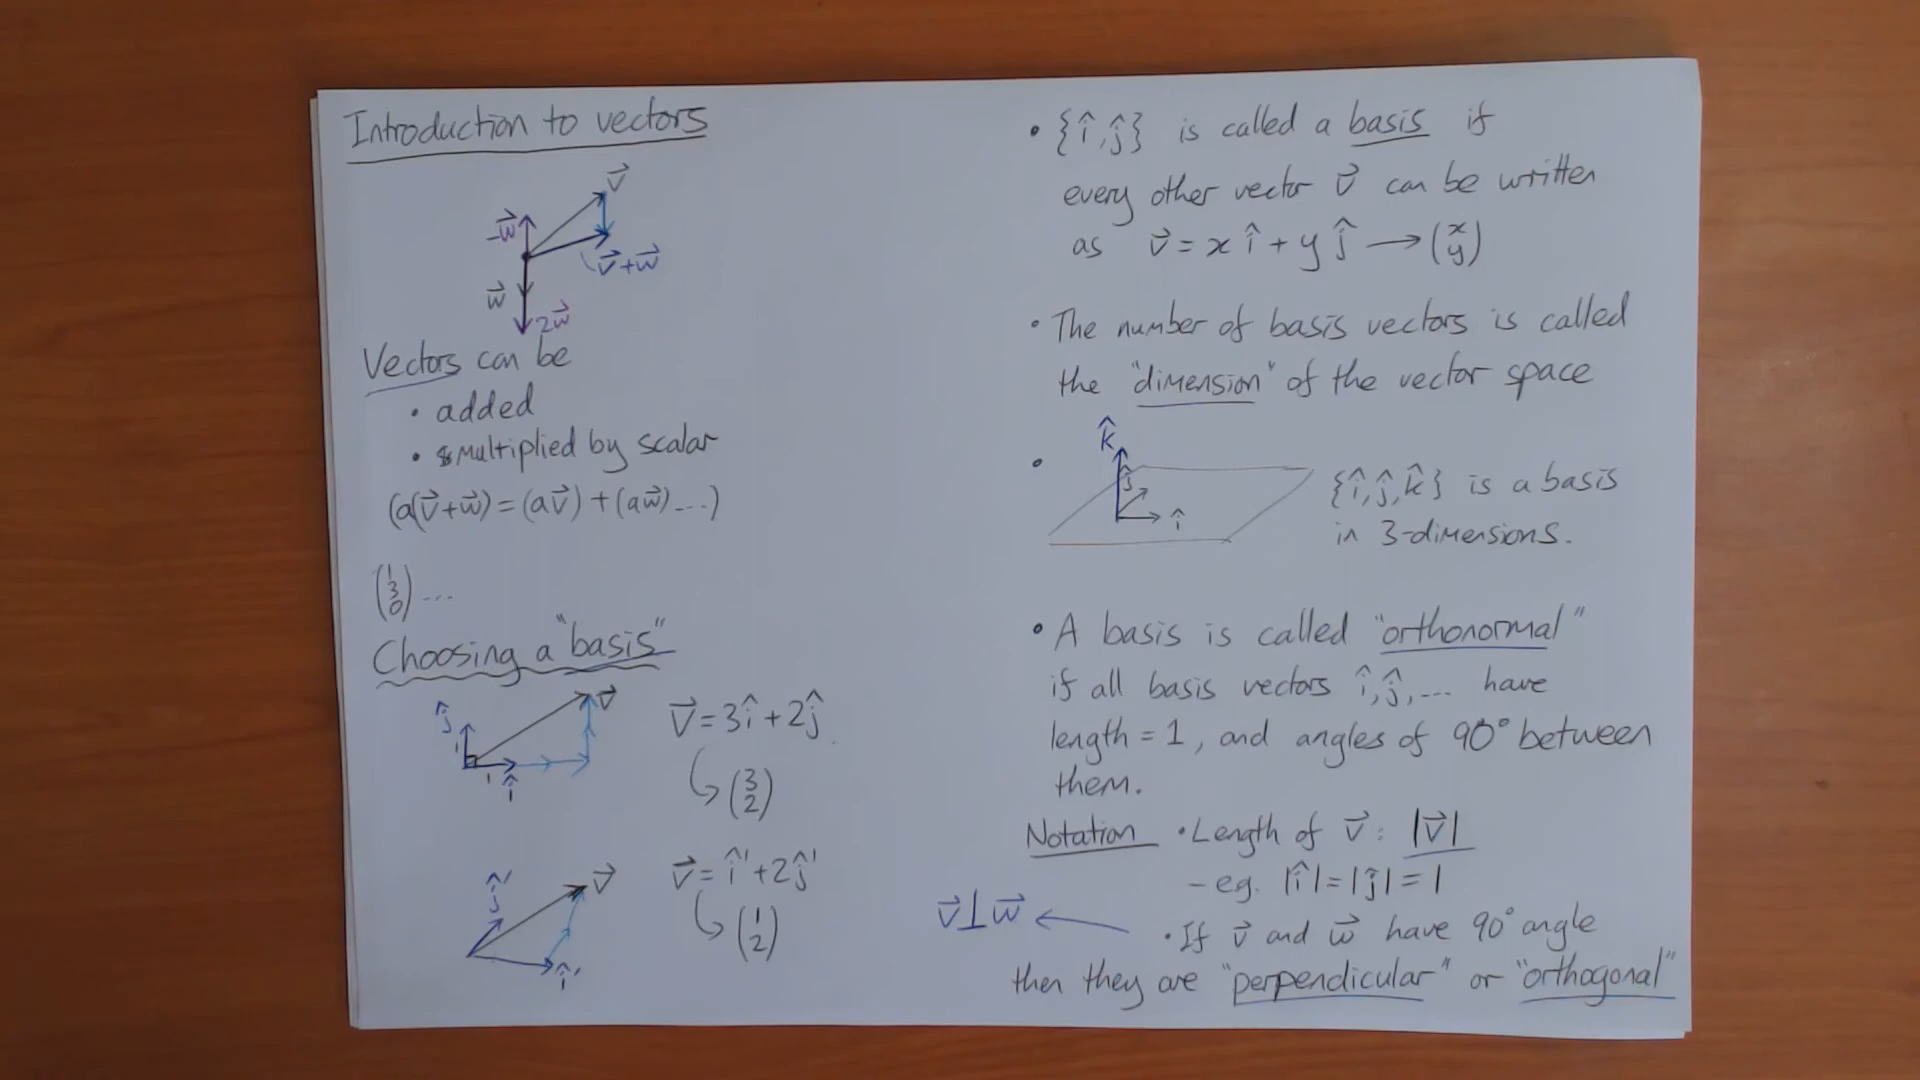 Introduction to vectors
v⃗
-w⃗
v⃗+w⃗
w⃗
2w⃗
Vectors can be
• added
• multiplied by scalar
(a(v⃗+w⃗)=(av⃗)+(aw⃗)...)
(1 3 0) ...
Choosing a "basis"
ĵ
v⃗
1
1
î
v⃗=3î+2ĵ
(3 2)
ĵ'
v⃗
î'
v⃗=î'+2ĵ'
(1 2)
• {î,ĵ} is called a basis if
every other vector v⃗ can be written
as v⃗=xî+yĵ→(x y)
• The number of basis vectors is called
the "dimension" of the vector space
• k̂
ĵ
î
{î,ĵ,k̂} is a basis
in 3-dimensions.
• A basis is called "orthonormal"
if all basis vectors î,ĵ,... have
length=1, and angles of 90° between
them.
Notation • Length of v⃗: |v⃗|
-eg. |î|=|ĵ|=1
v⃗⊥w⃗ ←
• If v⃗ and w⃗ have 90° angle
then they are "perpendicular" or "orthogonal"